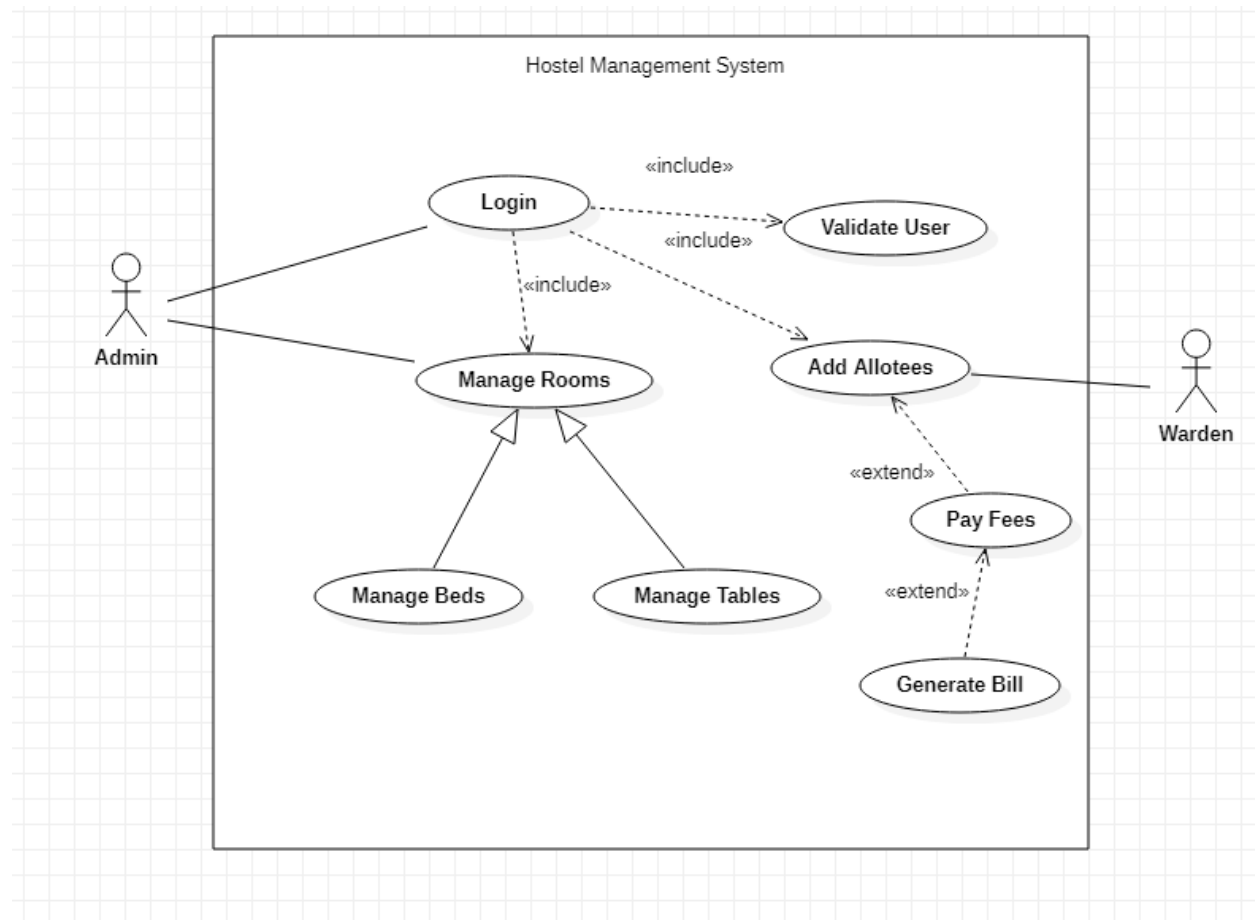 Hostel Management System
«include»
Login
Validate User
«include»
«include»
Admin
Manage Rooms
Add Allotees
Warden
«extend»
Pay Fees
«extend»
Manage Beds
Manage Tables
Generate Bill